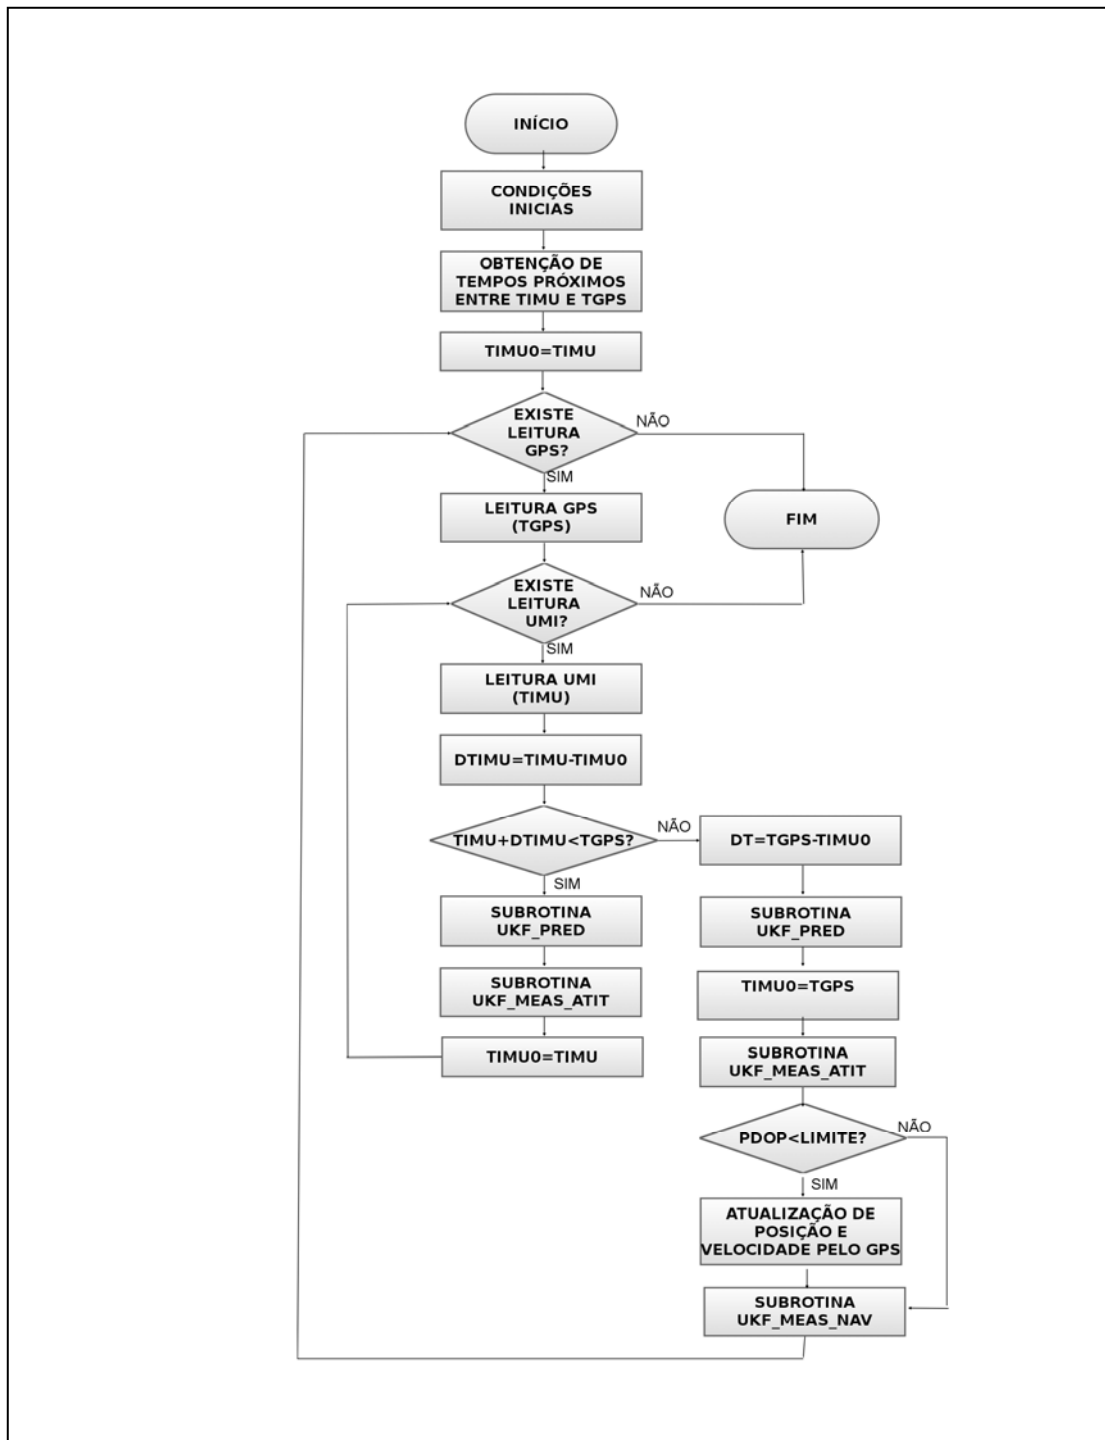 INÍCIO
CONDIÇÕES
INICIAS
OBTENÇÃO DE
TEMPOS PRÓXIMOS
ENTRE TIMU E TGPS
TIMU0=TIMU
EXISTE
LEITURA
GPS?
NÃO
SIM
LEITURA GPS
(TGPS)
FIM
EXISTE
LEITURA
UMI?
NÃO
SIM
LEITURA UMI
(TIMU)
DTIMU=TIMU-TIMU0
TIMU+DTIMU<TGPS?
NÃO
SIM
DT=TGPS-TIMU0
SUBROTINA
UKF_PRED
SUBROTINA
UKF_MEAS_ATIT
TIMU0=TIMU
SUBROTINA
UKF_PRED
TIMU0=TGPS
SUBROTINA
UKF_MEAS_ATIT
PDOP<LIMITE?
NÃO
SIM
ATUALIZAÇÃO DE
POSIÇÃO E
VELOCIDADE PELO GPS
SUBROTINA
UKF_MEAS_NAV